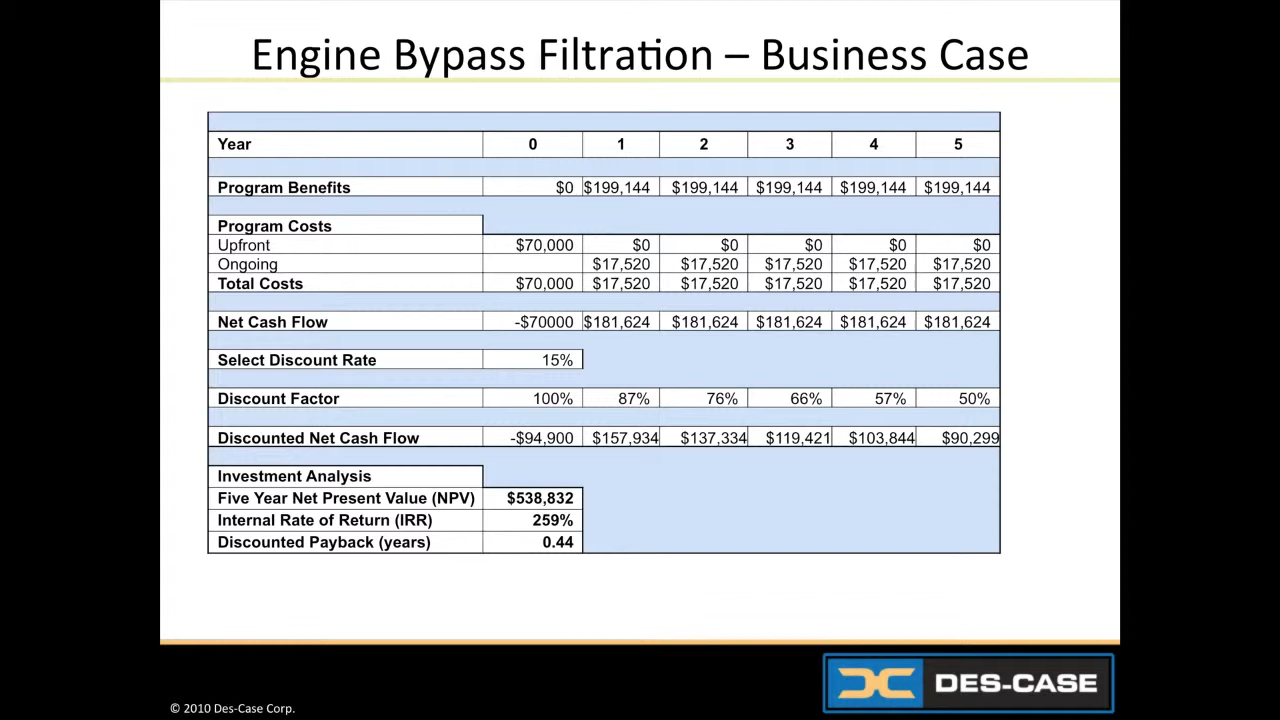 Engine Bypass Filtration – Business Case
Year 0 1 2 3 4 5
Program Benefits $0 $199,144 $199,144 $199,144 $199,144 $199,144
Program Costs
Upfront $70,000 $0 $0 $0 $0 $0
Ongoing $17,520 $17,520 $17,520 $17,520 $17,520
Total Costs $70,000 $17,520 $17,520 $17,520 $17,520 $17,520
Net Cash Flow -$70000 $181,624 $181,624 $181,624 $181,624 $181,624
Select Discount Rate 15%
Discount Factor 100% 87% 76% 66% 57% 50%
Discounted Net Cash Flow -$94,900 $157,934 $137,334 $119,421 $103,844 $90,299
Investment Analysis
Five Year Net Present Value (NPV) $538,832
Internal Rate of Return (IRR) 259%
Discounted Payback (years) 0.44
DES-CASE
© 2010 Des-Case Corp.